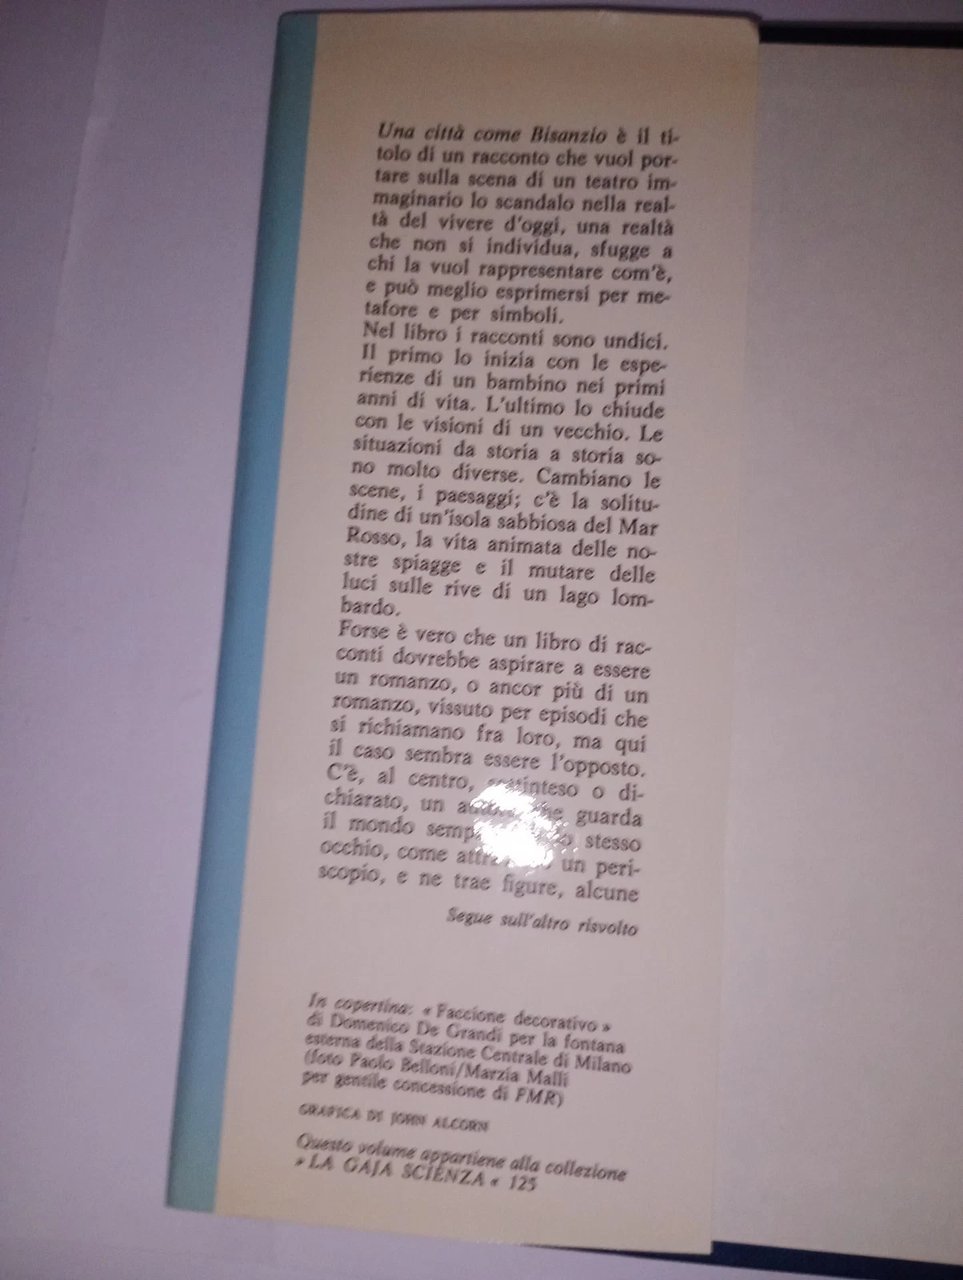 Una città come Bisanzio è il ti-
tolo di un racconto che vuol por-
tare sulla scena di un teatro im-
maginario lo scandalo nella real-
tà del vivere d'oggi, una realtà
che non si individua, sfugge a
chi la vuol rappresentare com'è,
e può meglio esprimersi per me-
tafore e per simboli.
Nel libro i racconti sono undici.
Il primo lo inizia con le espe-
rienze di un bambino nei primi
anni di vita. L'ultimo lo chiude
con le visioni di un vecchio. Le
situazioni da storia a storia so-
no molto diverse. Cambiano le
scene, i paesaggi; c'è la solitu-
dine di un'isola sabbiosa del Mar
Rosso, la vita animata delle no-
stre spiagge e il mutare delle
luci sulle rive di un lago lom-
bardo.
Forse è vero che un libro di rac-
conti dovrebbe aspirare a essere
un romanzo, o ancor più di un
romanzo, vissuto per episodi che
si richiamano fra loro, ma qui
il caso sembra essere l'opposto.
C'è, al centro, sottinteso o di-
chiarato, un che guarda
il mondo stesso
occhio, come un peri-
scopio, e ne trae figure, alcune
Segue sull'altro risvolto
In copertina: « Faccione decorativo »
di Domenico De Grandi per la fontana
esterna della Stazione Centrale di Milano
(foto Paolo Belloni/Marzia Malli
per gentile concessione di FMR)
GRAFICA DI JOHN ALCORN
Questo volume appartiene alla collezione
» LA GAJA SCIENZA « 125